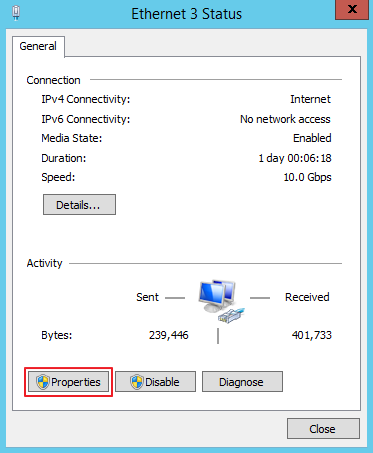 Ethernet 3 Status
x
General
Connection
IPv4 Connectivity: Internet
IPv6 Connectivity: No network access
Media State: Enabled
Duration: 1 day 00:06:18
Speed: 10.0 Gbps
Details...
Activity
Sent Received
Bytes: 239,446 401,733
Properties Disable Diagnose
Close